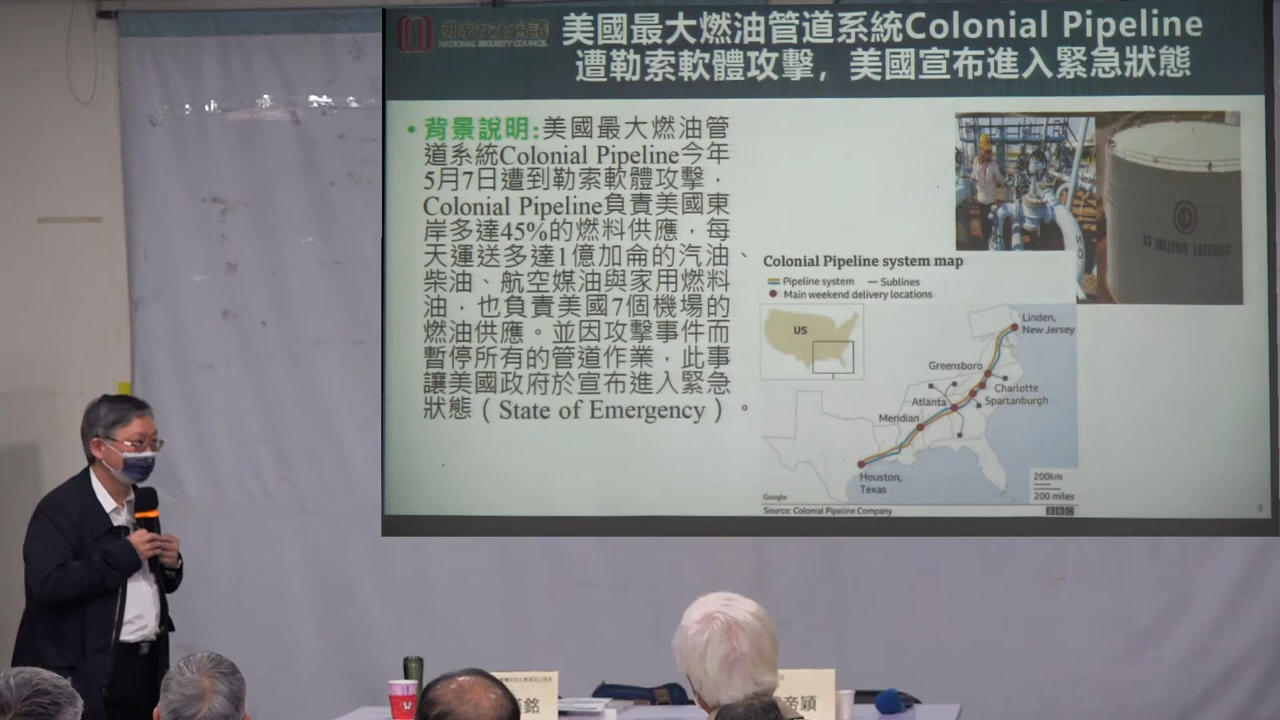 國家安全會議
NATIONAL SECURITY COUNCIL
美國最大燃油管道系統Colonial Pipeline
遭勒索軟體攻擊，美國宣布進入緊急狀態
• 背景說明:美國最大燃油管
道系統Colonial Pipeline今年
5月7日遭到勒索軟體攻擊，
Colonial Pipeline負責美國東
岸多達45%的燃料供應，每
天運送多達1億加侖的汽油、
柴油、航空媒油與家用燃料
油，也負責美國7個機場的
燃油供應。並因攻擊事件而
暫停所有的管道作業，此事
讓美國政府於宣布進入緊急
狀態（State of Emergency）。
Colonial Pipeline system map
Pipeline system
Sublines
Main weekend delivery locations
US
Linden,
New Jersey
Greensboro
Charlotte
Spartanburgh
Atlanta
Meridian
Houston,
Texas
200km
200 miles
Google
Source: Colonial Pipeline Company
BBC
5
銘
帝穎